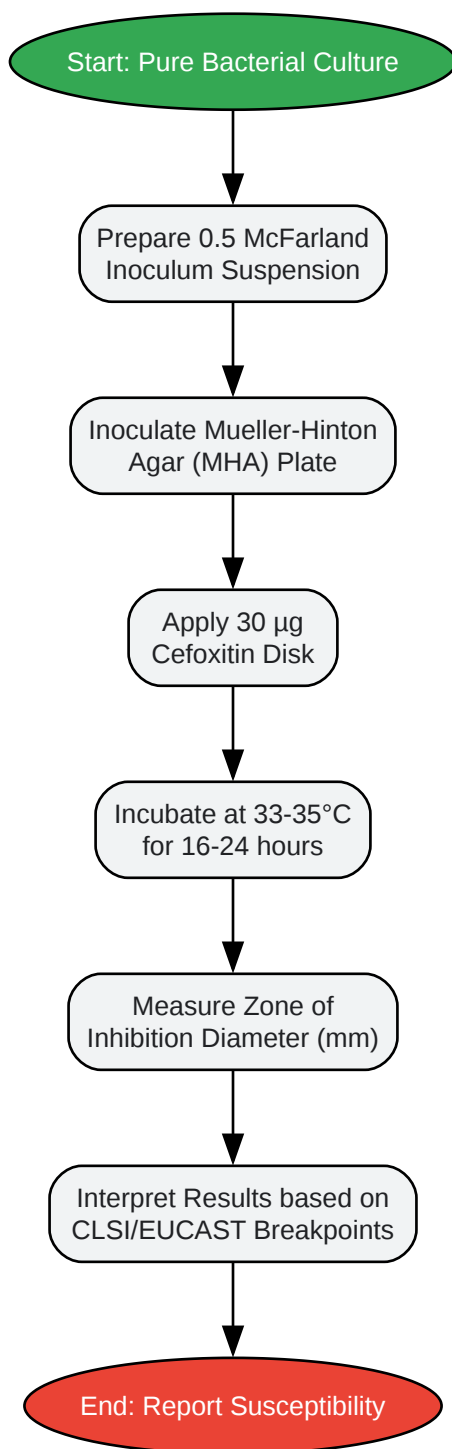 Start: Pure Bacterial Culture
Prepare 0.5 McFarland
Inoculum Suspension
Inoculate Mueller-Hinton
Agar (MHA) Plate
Apply 30 µg
Cefoxitin Disk
Incubate at 33-35°C
for 16-24 hours
Measure Zone of
Inhibition Diameter (mm)
Interpret Results based on
CLSI/EUCAST Breakpoints
End: Report Susceptibility